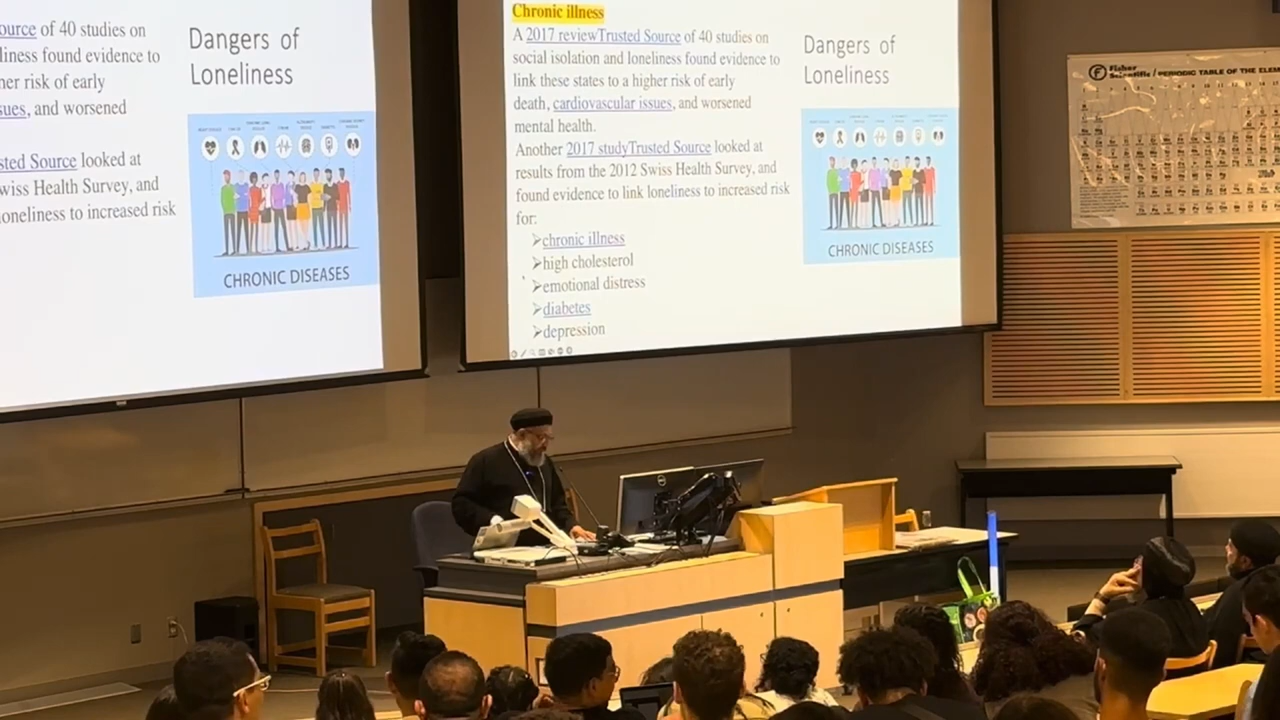 ource of 40 studies on
liness found evidence to
her risk of early
sues, and worsened
sted Source looked at
wiss Health Survey, and
oneliness to increased risk
Dangers of
Loneliness
CHRONIC DISEASES
Chronic illness
A 2017 reviewTrusted Source of 40 studies on
social isolation and loneliness found evidence to
link these states to a higher risk of early
death, cardiovascular issues, and worsened
mental health.
Another 2017 studyTrusted Source looked at
results from the 2012 Swiss Health Survey, and
found evidence to link loneliness to increased risk
for:
➢chronic illness
➢high cholesterol
➢emotional distress
➢diabetes
➢depression
Dangers of
Loneliness
CHRONIC DISEASES
Fisher
Scientific / PERIODIC TABLE OF THE ELEM
DELL